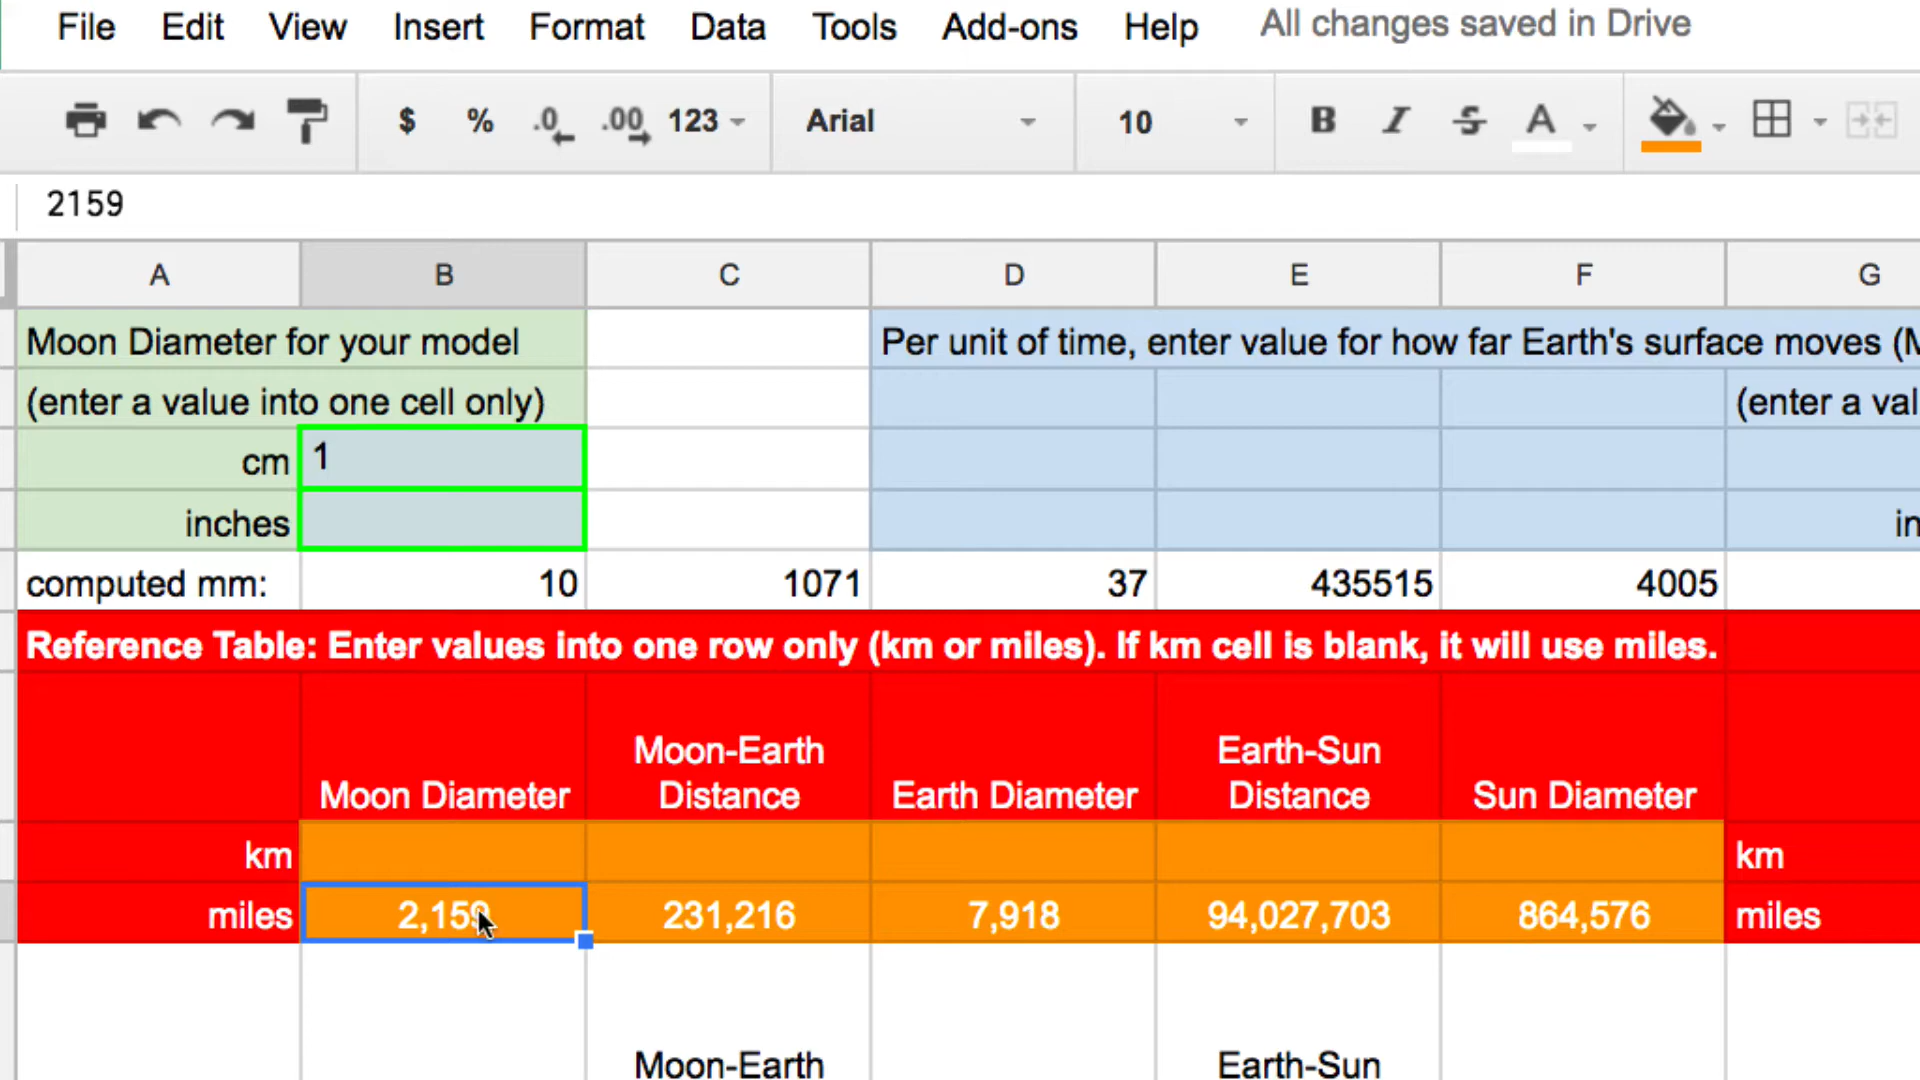 File Edit View Insert Format Data Tools Add-ons Help All changes saved in Drive
$ % .0 .00 123 Arial 10 B I S A
2159
A B C D E F G
Moon Diameter for your model Per unit of time, enter value for how far Earth's surface moves (
(enter a value into one cell only) (enter a val
cm 1
inches in
computed mm: 10 1071 37 435515 4005
Reference Table: Enter values into one row only (km or miles). If km cell is blank, it will use miles.
Moon-Earth Earth-Sun
Moon Diameter Distance Earth Diameter Distance Sun Diameter
km km
miles 2,159 231,216 7,918 94,027,703 864,576 miles
Moon-Earth Earth-Sun